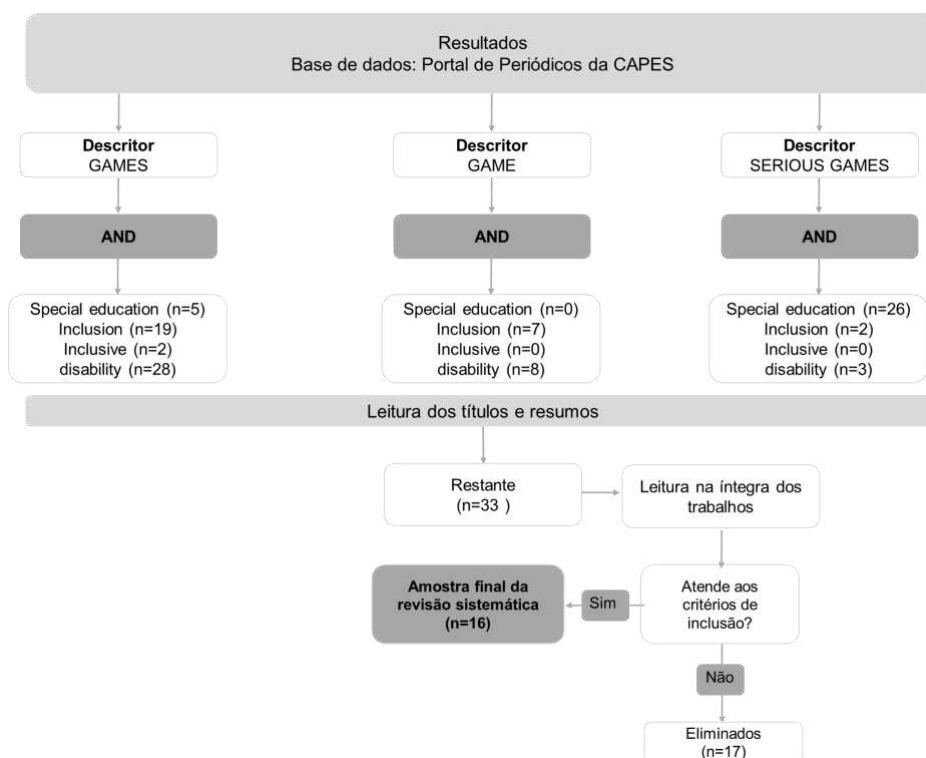 Resultados
Base de dados: Portal de Periódicos da CAPES
Descritor
GAMES
Descritor
GAME
Descritor
SERIOUS GAMES
AND
AND
AND
Special education (n=5)
Inclusion (n=19)
Inclusive (n=2)
disability (n=28)
Special education (n=0)
Inclusion (n=7)
Inclusive (n=0)
disability (n=8)
Special education (n=26)
Inclusion (n=2)
Inclusive (n=0)
disability (n=3)
Leitura dos títulos e resumos
Restante
(n=33 )
Leitura na íntegra dos
trabalhos
Amostra final da
revisão sistemática
(n=16)
Sim
Atende aos
critérios de
inclusão?
Não
Eliminados
(n=17)